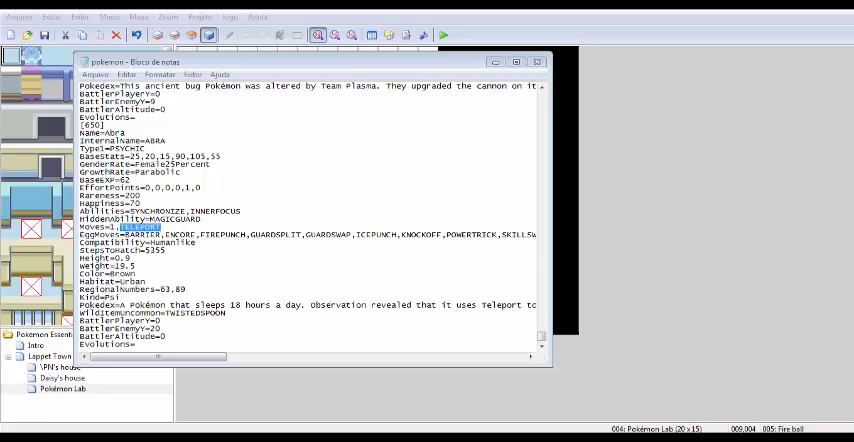 Arquivo Editar Exibir Modo Mapa Zoom Projeto Jogo Ajuda
pokemon - Bloco de notas
Arquivo Editar Formatar Exibir Ajuda
Pokedex=This ancient bug Pokémon was altered by Team Plasma. They upgraded the cannon on it
BattlerPlayerY=0
BattlerEnemyY=9
BattlerAltitude=0
Evolutions=
[650]
Name=Abra
InternalName=ABRA
Type1=PSYCHIC
BaseStats=25,20,15,90,105,55
GenderRate=Female25Percent
GrowthRate=Parabolic
BaseEXP=62
EffortPoints=0,0,0,0,1,0
Rareness=200
Happiness=70
Abilities=SYNCHRONIZE,INNERFOCUS
HiddenAbility=MAGICGUARD
Moves=1,TELEPORT
EggMoves=BARRIER,ENCORE,FIREPUNCH,GUARDSPLIT,GUARDSWAP,ICEPUNCH,KNOCKOFF,POWERTRICK,SKILLSW
Compatibility=Humanlike
StepsToHatch=5355
Height=0.9
Weight=19.5
Color=Brown
Habitat=Urban
RegionalNumbers=63,89
Kind=Psi
Pokedex=A Pokémon that sleeps 18 hours a day. Observation revealed that it uses Teleport to
WildItemUncommon=TWISTEDSPOON
BattlerPlayerY=0
BattlerEnemyY=20
BattlerAltitude=0
Evolutions=
Pokemon Essenti
Intro
Lappet Town
\PN's house
Daisy's house
Pokémon Lab
004: Pokémon Lab (20 x 15) 009,004 005: Fire ball